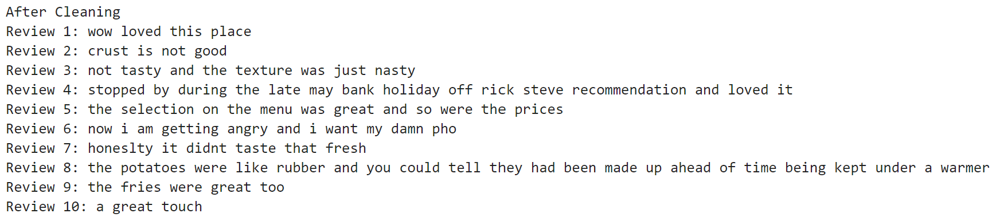 After Cleaning
Review 1: wow loved this place
Review 2: crust is not good
Review 3: not tasty and the texture was just nasty
Review 4: stopped by during the late may bank holiday off rick steve recommendation and loved it
Review 5: the selection on the menu was great and so were the prices
Review 6: now i am getting angry and i want my damn pho
Review 7: honeslty it didnt taste that fresh
Review 8: the potatoes were like rubber and you could tell they had been made up ahead of time being kept under a warmer
Review 9: the fries were great too
Review 10: a great touch